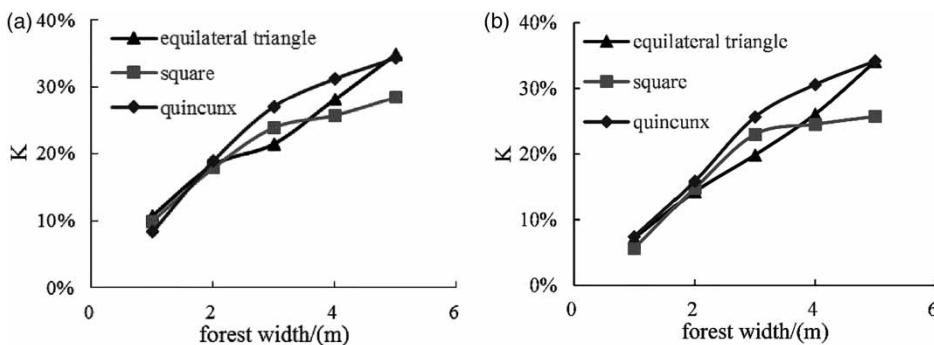 (a)
40%
30%
20%
10%
0%
K
equilateral triangle
square
quincunx
0 2 4 6
forest width/(m)
(b)
40%
30%
20%
10%
0%
K
equilateral triangle
square
quincunx
0 2 4 6
forest width/(m)